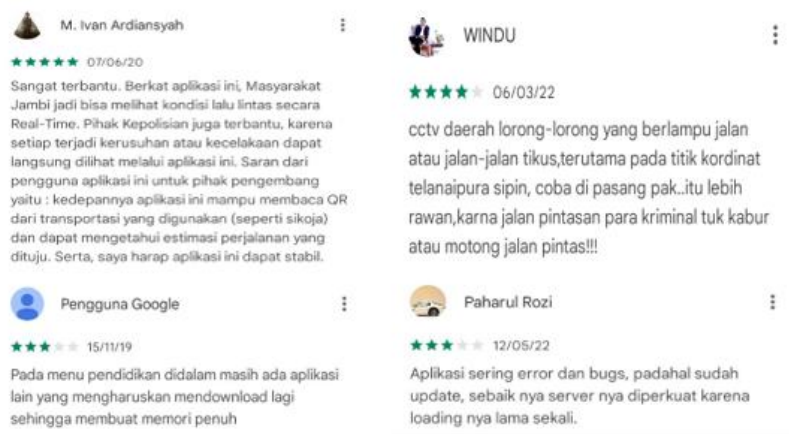 M. Ivan Ardiansyah
07/06/20
Sangat terbantu. Berkat aplikasi ini, Masyarakat
Jambi jadi bisa melihat kondisi lalu lintas secara
Real-Time. Pihak Kepolisian juga terbantu, karena
setiap terjadi kerusuhan atau kecelakaan dapat
langsung dilihat melalui aplikasi ini. Saran dari
pengguna aplikasi ini untuk pihak pengembang
yaitu : kedepannya aplikasi ini mampu membaca QR
dari transportasi yang digunakan (seperti sikoja)
dan dapat mengetahui estimasi perjalanan yang
dituju. Serta, saya harap aplikasi ini dapat stabil.
Pengguna Google
15/11/19
Pada menu pendidikan didalam masih ada aplikasi
lain yang mengharuskan mendownload lagi
sehingga membuat memori penuh
WINDU
06/03/22
cctv daerah lorong-lorong yang berlampu jalan
atau jalan-jalan tikus,terutama pada titik kordinat
telanaipura sipin, coba di pasang pak..itu lebih
rawan,karna jalan pintasan para kriminal tuk kabur
atau motong jalan pintas!!!
Paharul Rozi
12/05/22
Aplikasi sering error dan bugs, padahal sudah
update, sebaik nya server nya diperkuat karena
loading nya lama sekali.